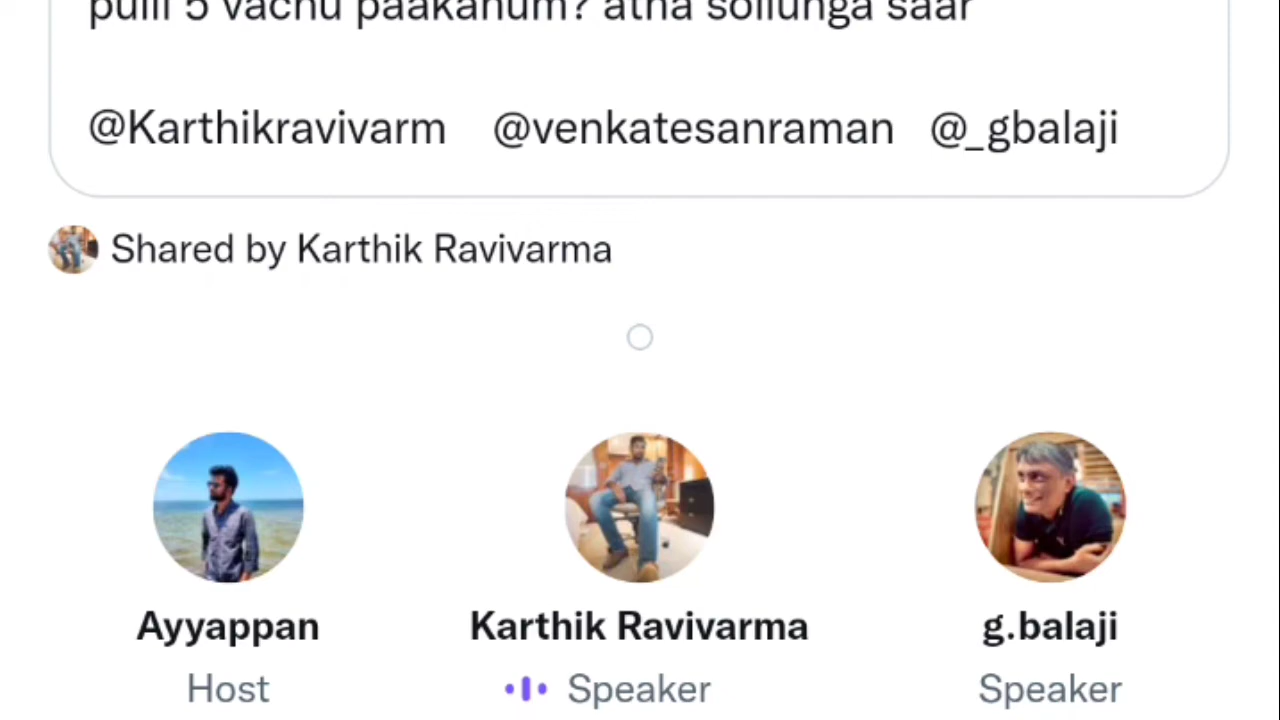 pulli 5 vachu paakanum? atha sollunga saar
@Karthikravivarm @venkatesanraman @_gbalaji
Shared by Karthik Ravivarma
Ayyappan Karthik Ravivarma g.balaji
Host Speaker Speaker